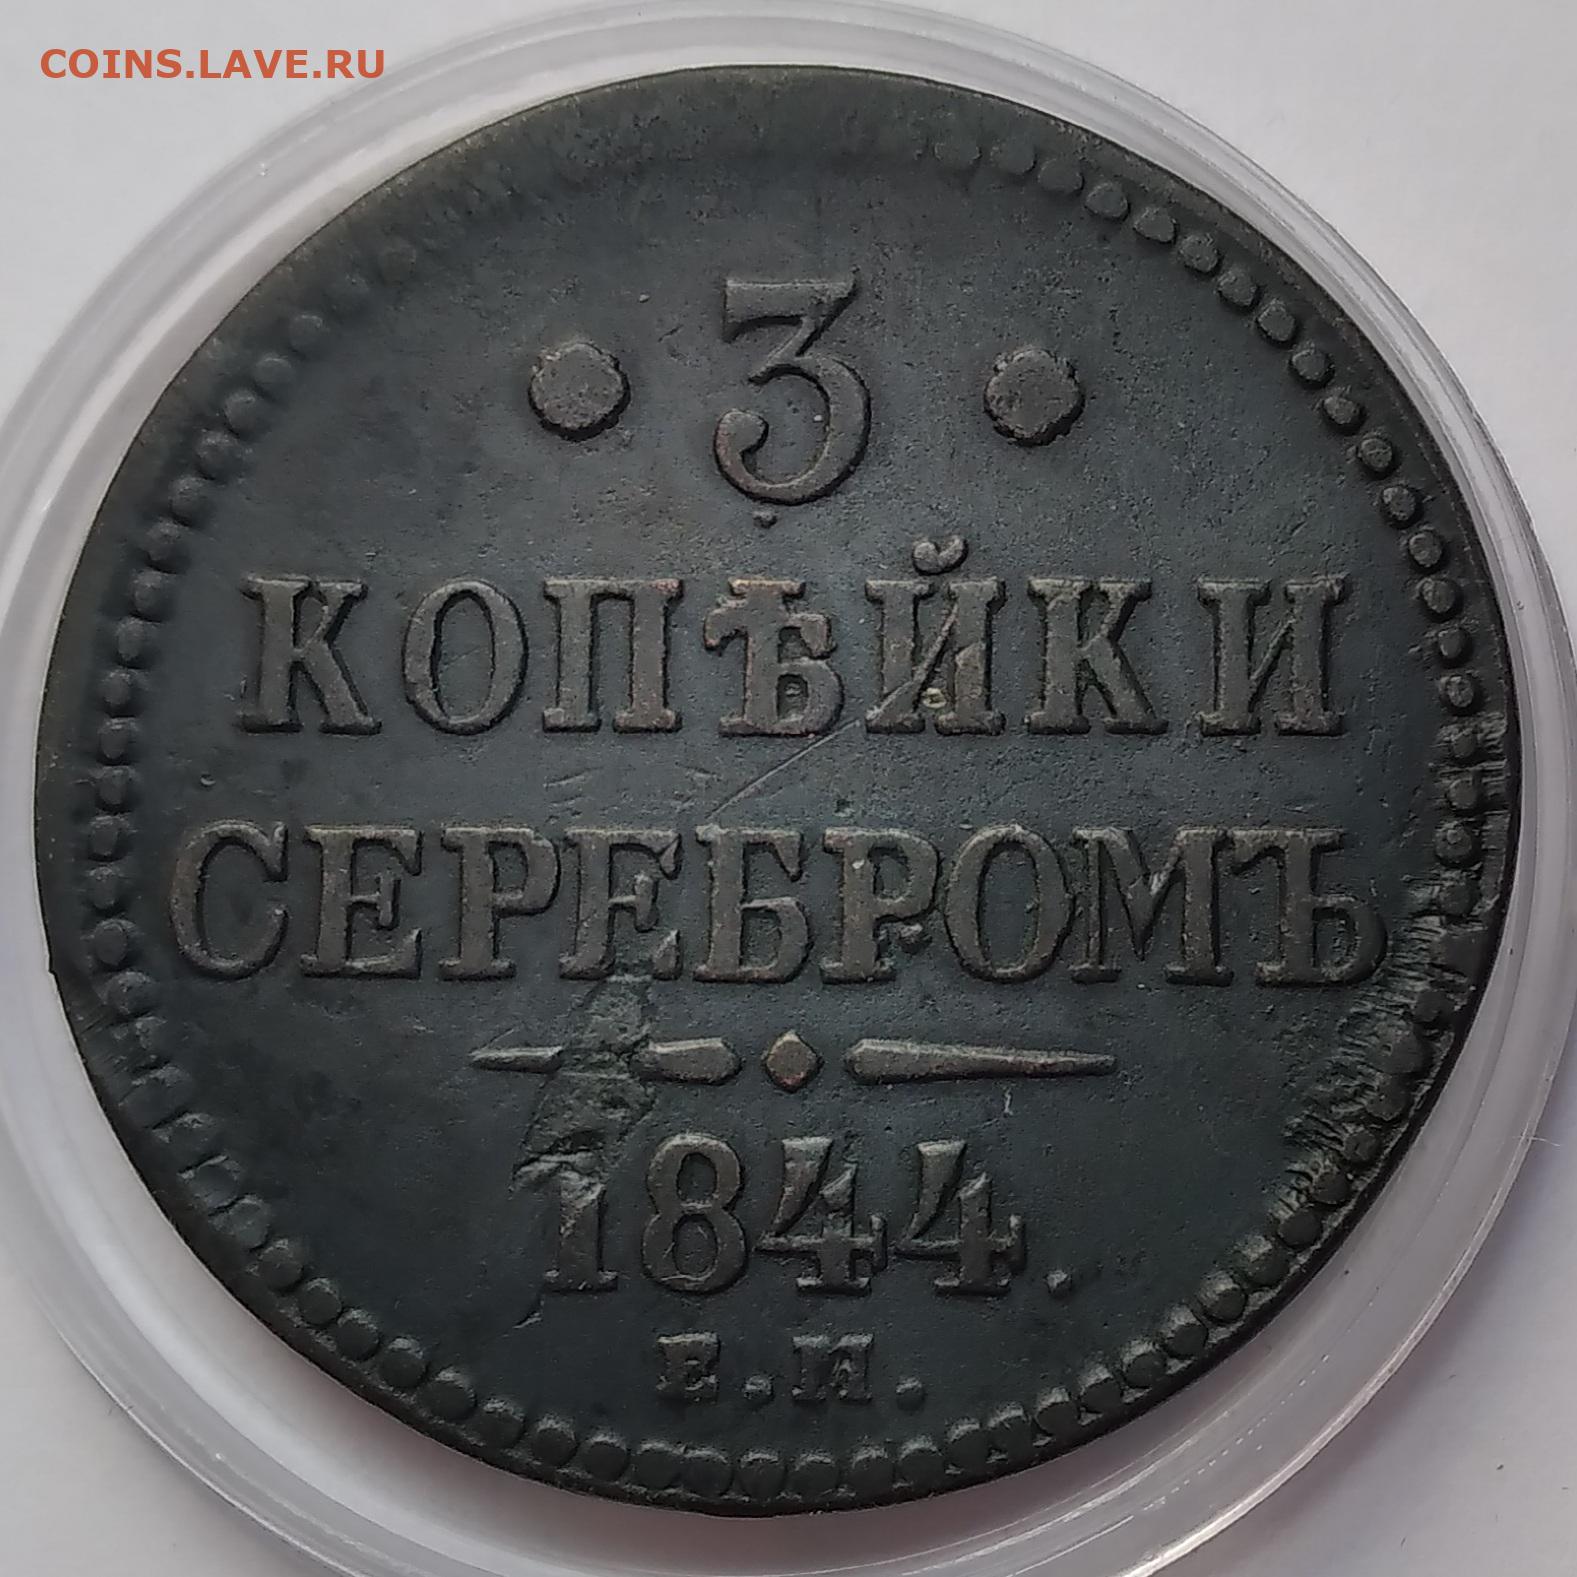 COINS.LAVE.RU
• 3 •
КОПѢЙКИ
СЕРЕБРОМЪ
1844.
Е.М.